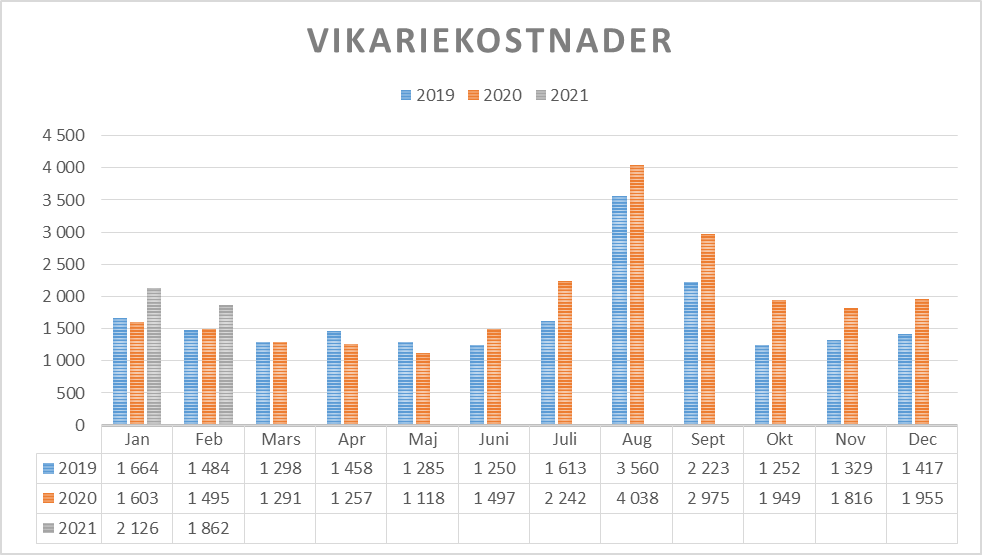 VIKARIEKOSTNADER
2019 2020 2021
4 500
4 000
3 500
3 000
2 500
2 000
1 500
1 000
500
0
Jan Feb Mars Apr Maj Juni Juli Aug Sept Okt Nov Dec
2019 1 664 1 484 1 298 1 458 1 285 1 250 1 613 3 560 2 223 1 252 1 329 1 417
2020 1 603 1 495 1 291 1 257 1 118 1 497 2 242 4 038 2 975 1 949 1 816 1 955
2021 2 126 1 862